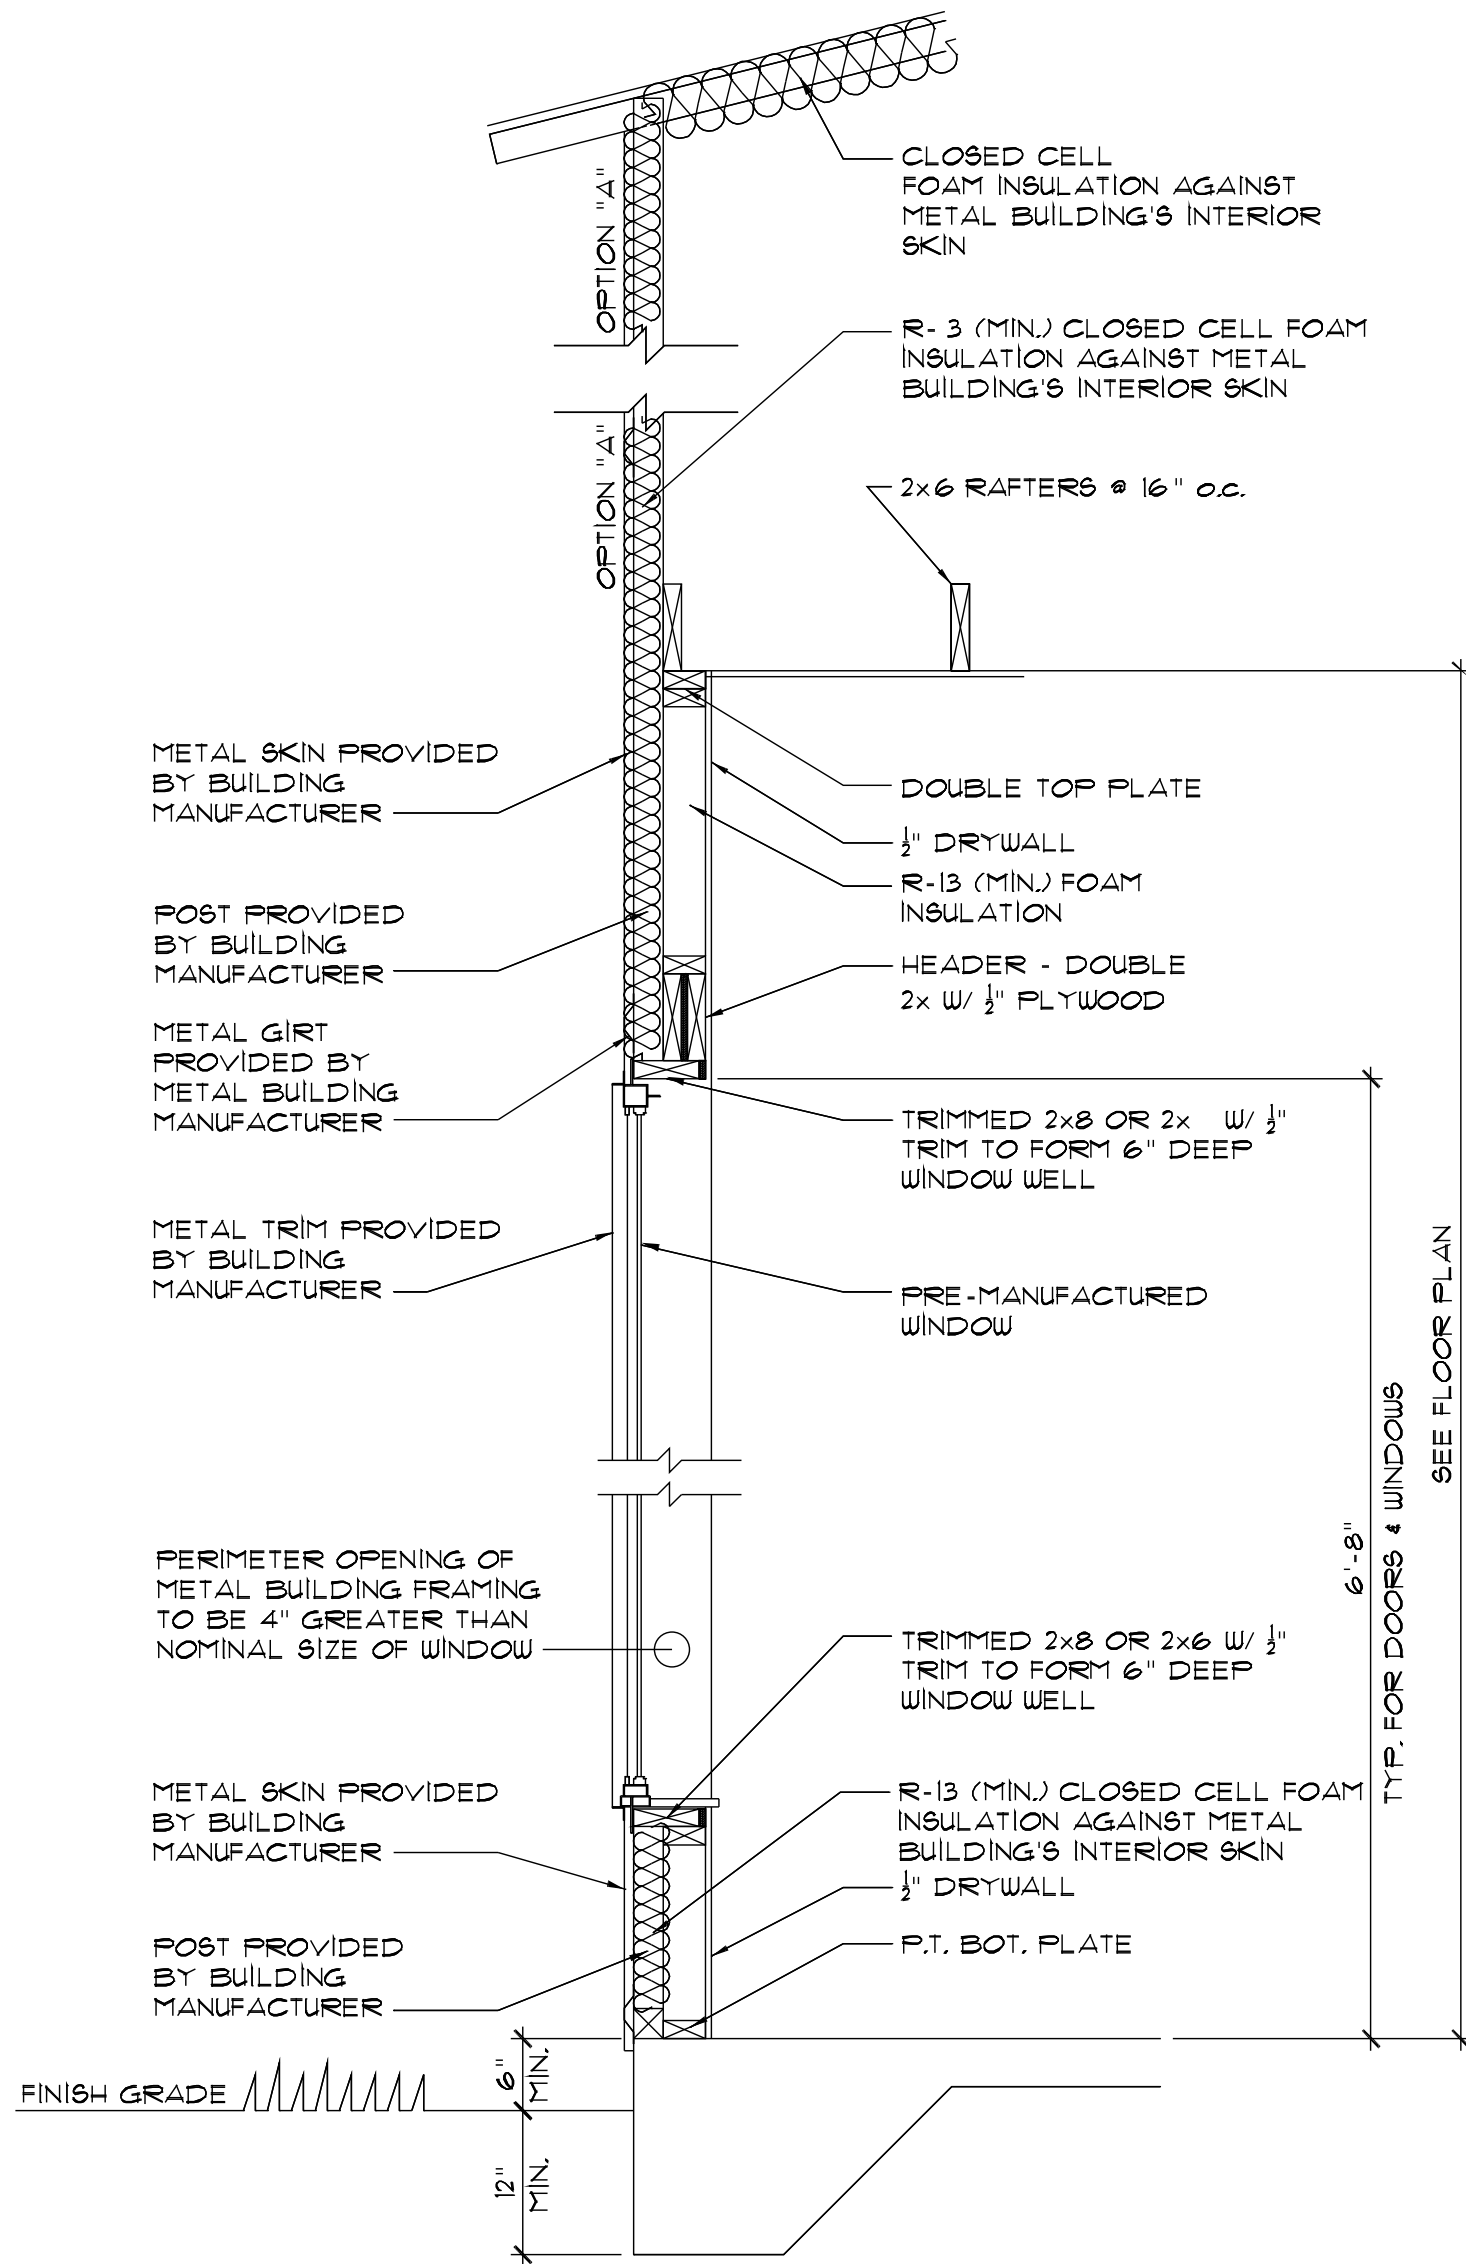 CLOSED CELL
FOAM INSULATION AGAINST
METAL BUILDING'S INTERIOR
SKIN
OPTION "A"
R- 3 (MIN.) CLOSED CELL FOAM
INSULATION AGAINST METAL
BUILDING'S INTERIOR SKIN
OPTION "A"
2x6 RAFTERS @ 16" O.C.
METAL SKIN PROVIDED
BY BUILDING
MANUFACTURER
DOUBLE TOP PLATE
½" DRYWALL
R-13 (MIN.) FOAM
INSULATION
POST PROVIDED
BY BUILDING
MANUFACTURER
HEADER - DOUBLE
2x W/ ½" PLYWOOD
METAL GIRT
PROVIDED BY
METAL BUILDING
MANUFACTURER
TRIMMED 2x8 OR 2x W/ ½"
TRIM TO FORM 6" DEEP
WINDOW WELL
METAL TRIM PROVIDED
BY BUILDING
MANUFACTURER
PRE-MANUFACTURED
WINDOW
SEE FLOOR PLAN
6'-8"
TYP. FOR DOORS & WINDOWS
PERIMETER OPENING OF
METAL BUILDING FRAMING
TO BE 4" GREATER THAN
NOMINAL SIZE OF WINDOW
TRIMMED 2x8 OR 2x6 W/ ½"
TRIM TO FORM 6" DEEP
WINDOW WELL
METAL SKIN PROVIDED
BY BUILDING
MANUFACTURER
R-13 (MIN.) CLOSED CELL FOAM
INSULATION AGAINST METAL
BUILDING'S INTERIOR SKIN
½" DRYWALL
POST PROVIDED
BY BUILDING
MANUFACTURER
P.T. BOT. PLATE
6"
MIN.
FINISH GRADE
12"
MIN.